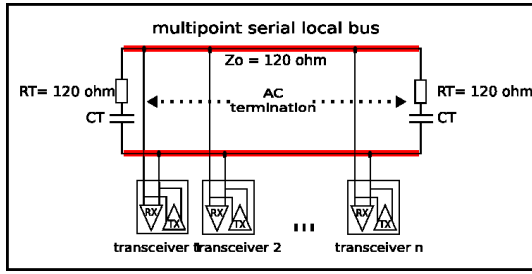 multipoint serial local bus
Zo = 120 ohm
RT= 120 ohm
CT
AC
termination
RT= 120 ohm
CT
RX
TX
RX
TX
RX
TX
transceiver 1
transceiver 2
transceiver n